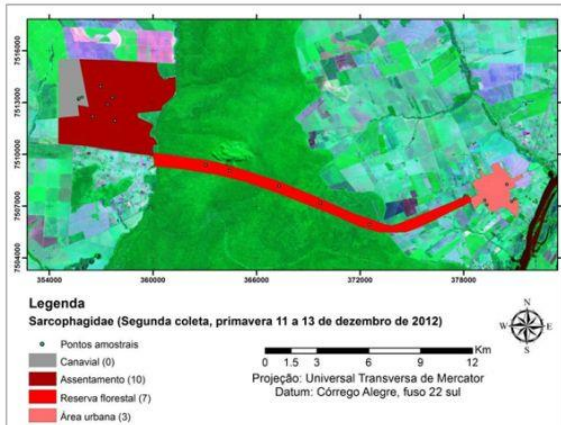 7516000
7513000
7510000
7507000
7504000
354000 360000 366000 372000 378000
Legenda
Sarcophagidae (Segunda coleta, primavera 11 a 13 de dezembro de 2012)
Pontos amostrais
Canavial (0)
Assentamento (10)
Reserva florestal (7)
Área urbana (3)
N
W E
S
Km
0 1.5 3 6 9 12
Projeção: Universal Transversa de Mercator
Datum: Córrego Alegre, fuso 22 sul